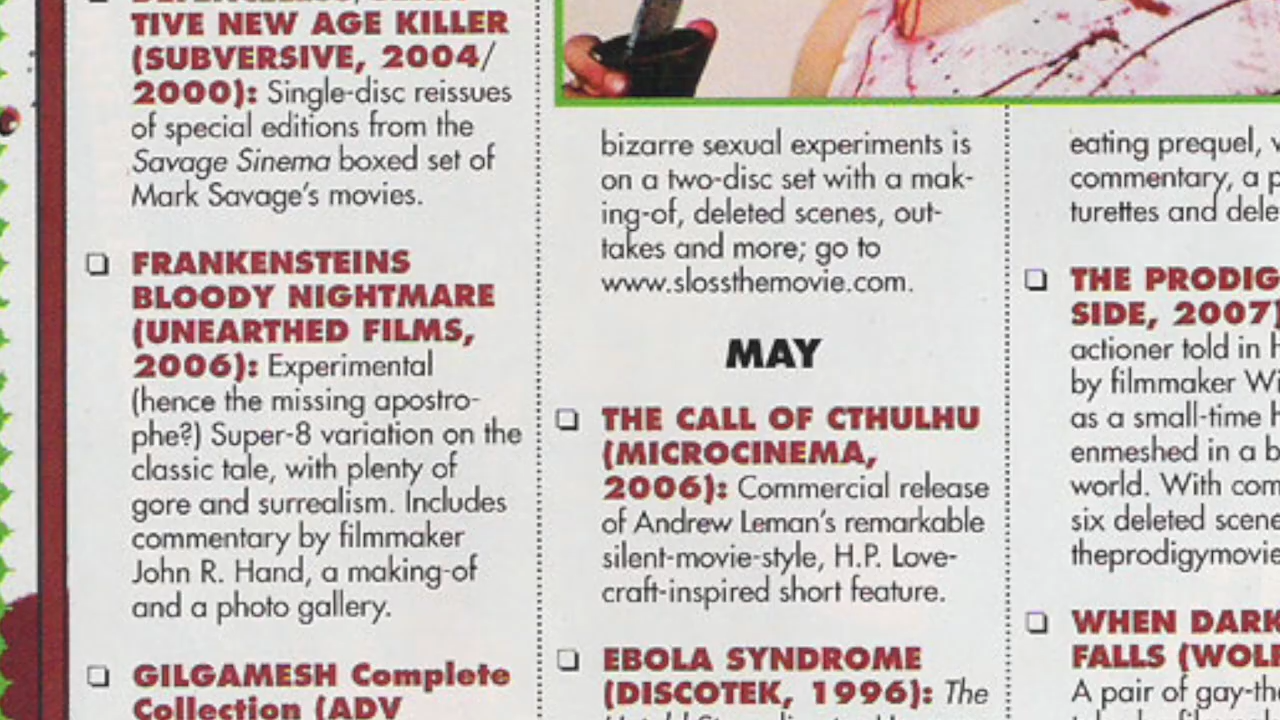 TIVE NEW AGE KILLER
(SUBVERSIVE, 2004/
2000): Single-disc reissues
of special editions from the
Savage Sinema boxed set of
Mark Savage's movies.
FRANKENSTEINS
BLOODY NIGHTMARE
(UNEARTHED FILMS,
2006): Experimental
(hence the missing apostro-
phe?) Super-8 variation on the
classic tale, with plenty of
gore and surrealism. Includes
commentary by filmmaker
John R. Hand, a making-of
and a photo gallery.
GILGAMESH Complete
Collection (ADV
bizarre sexual experiments is
on a two-disc set with a mak-
ing-of, deleted scenes, out-
takes and more; go to
www.slossthemovie.com.
MAY
THE CALL OF CTHULHU
(MICROCINEMA,
2006): Commercial release
of Andrew Leman's remarkable
silent-movie-style, H.P. Love-
craft-inspired short feature.
EBOLA SYNDROME
(DISCOTEK, 1996): The
eating prequel,
commentary, a
turettes and dele
THE PRODIG
SIDE, 2007)
actioner told in
by filmmaker Wi
as a small-time
enmeshed in a b
world. With com
six deleted scene
theprodigymovie
WHEN DARK
FALLS (WOLF
A pair of gay-the